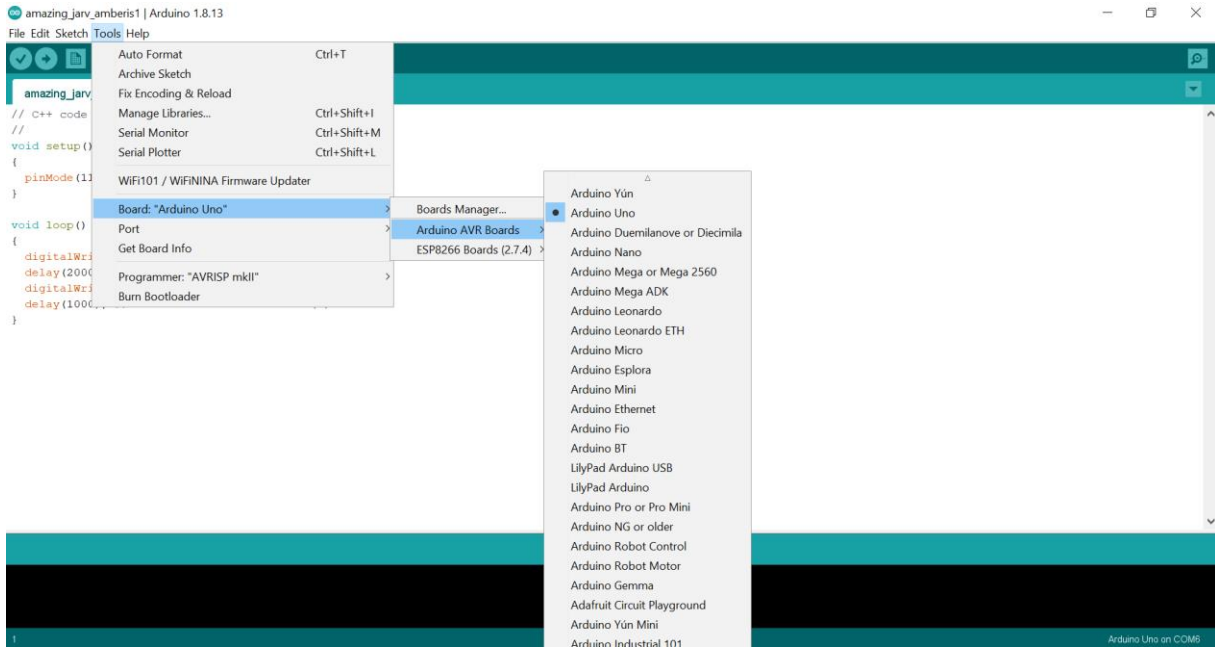 amazing_jarv_amberis1 | Arduino 1.8.13
File Edit Sketch Tools Help
amazing_jarv
// C++ code
//
void setup()
{
pinMode(11
}
void loop()
{
digitalWri
delay(2000
digitalWri
delay(1000
}
Auto Format Ctrl+T
Archive Sketch
Fix Encoding & Reload
Manage Libraries... Ctrl+Shift+I
Serial Monitor Ctrl+Shift+M
Serial Plotter Ctrl+Shift+L
WiFi101 / WiFiNINA Firmware Updater
Board: "Arduino Uno"
Port
Get Board Info
Programmer: "AVRISP mkII"
Burn Bootloader
Boards Manager...
Arduino AVR Boards
ESP8266 Boards (2.7.4)
Arduino Yún
Arduino Uno
Arduino Duemilanove or Diecimila
Arduino Nano
Arduino Mega or Mega 2560
Arduino Mega ADK
Arduino Leonardo
Arduino Leonardo ETH
Arduino Micro
Arduino Esplora
Arduino Mini
Arduino Ethernet
Arduino Fio
Arduino BT
LilyPad Arduino USB
LilyPad Arduino
Arduino Pro or Pro Mini
Arduino NG or older
Arduino Robot Control
Arduino Robot Motor
Arduino Gemma
Adafruit Circuit Playground
Arduino Yún Mini
Arduino Industrial 101
1
Arduino Uno on COM6